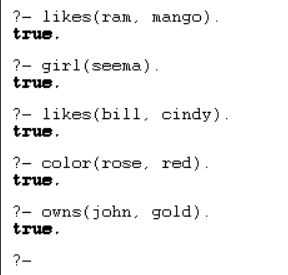 ?- likes(ram, mango).
true.
?- girl(seema).
true.
?- likes(bill, cindy).
true.
?- color(rose, red).
true.
?- owns(john, gold).
true.
?-